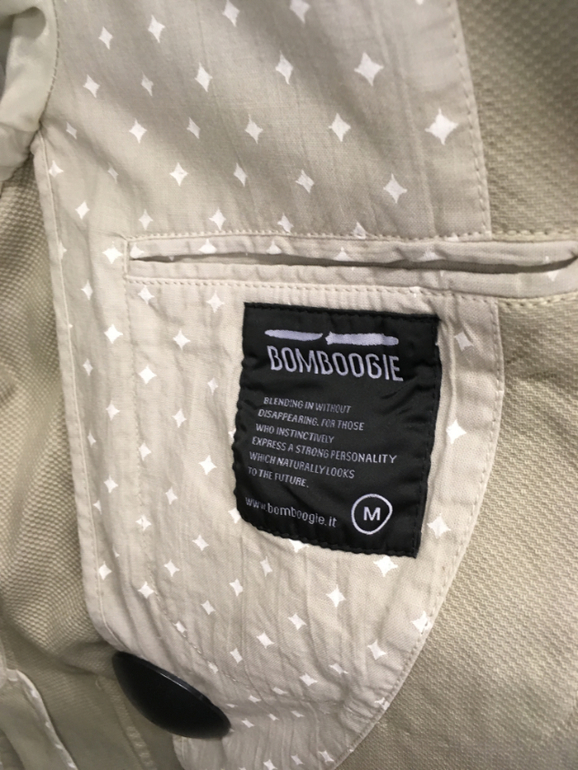 BOMBOOGIE
BLENDING IN WITHOUT
DISAPPEARING. FOR THOSE
WHO INSTINCTIVELY
EXPRESS A STRONG PERSONALITY
WHICH NATURALLY LOOKS
TO THE FUTURE.
www.bomboogie.it
M